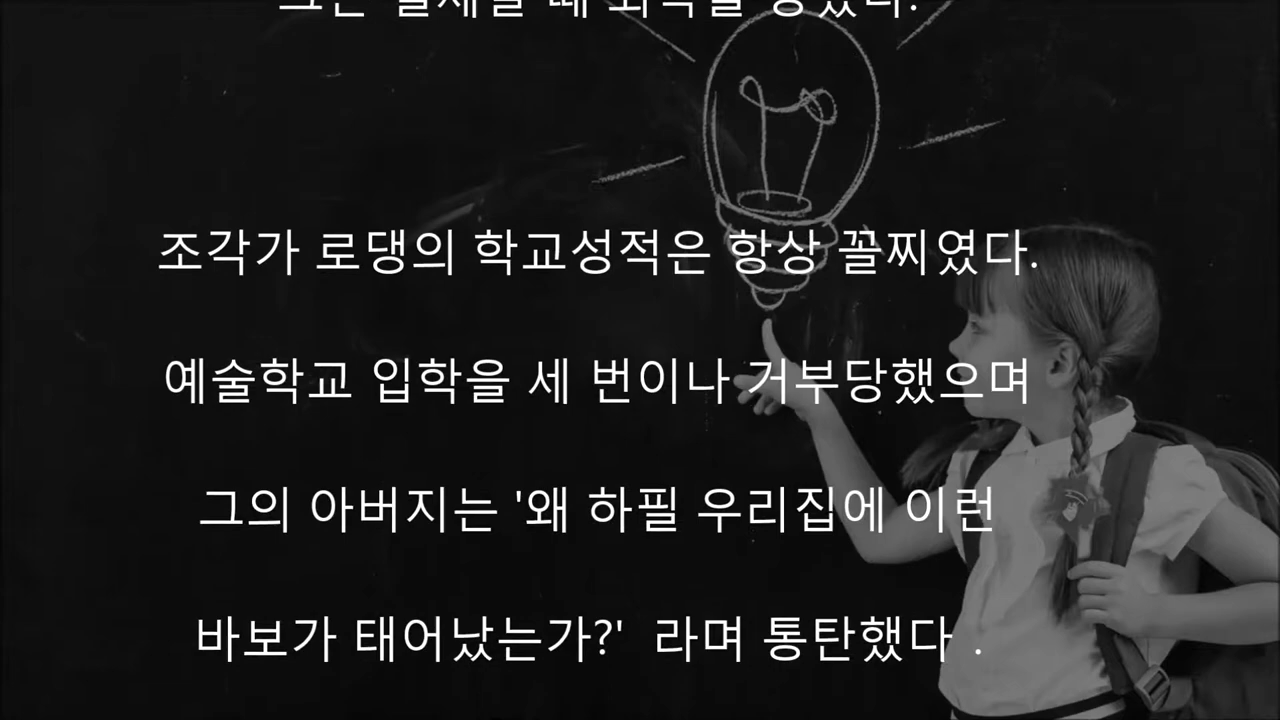 조각가 로댕의 학교성적은 항상 꼴찌였다.
예술학교 입학을 세 번이나 거부당했으며
그의 아버지는 '왜 하필 우리집에 이런
바보가 태어났는가?' 라며 통탄했다 .